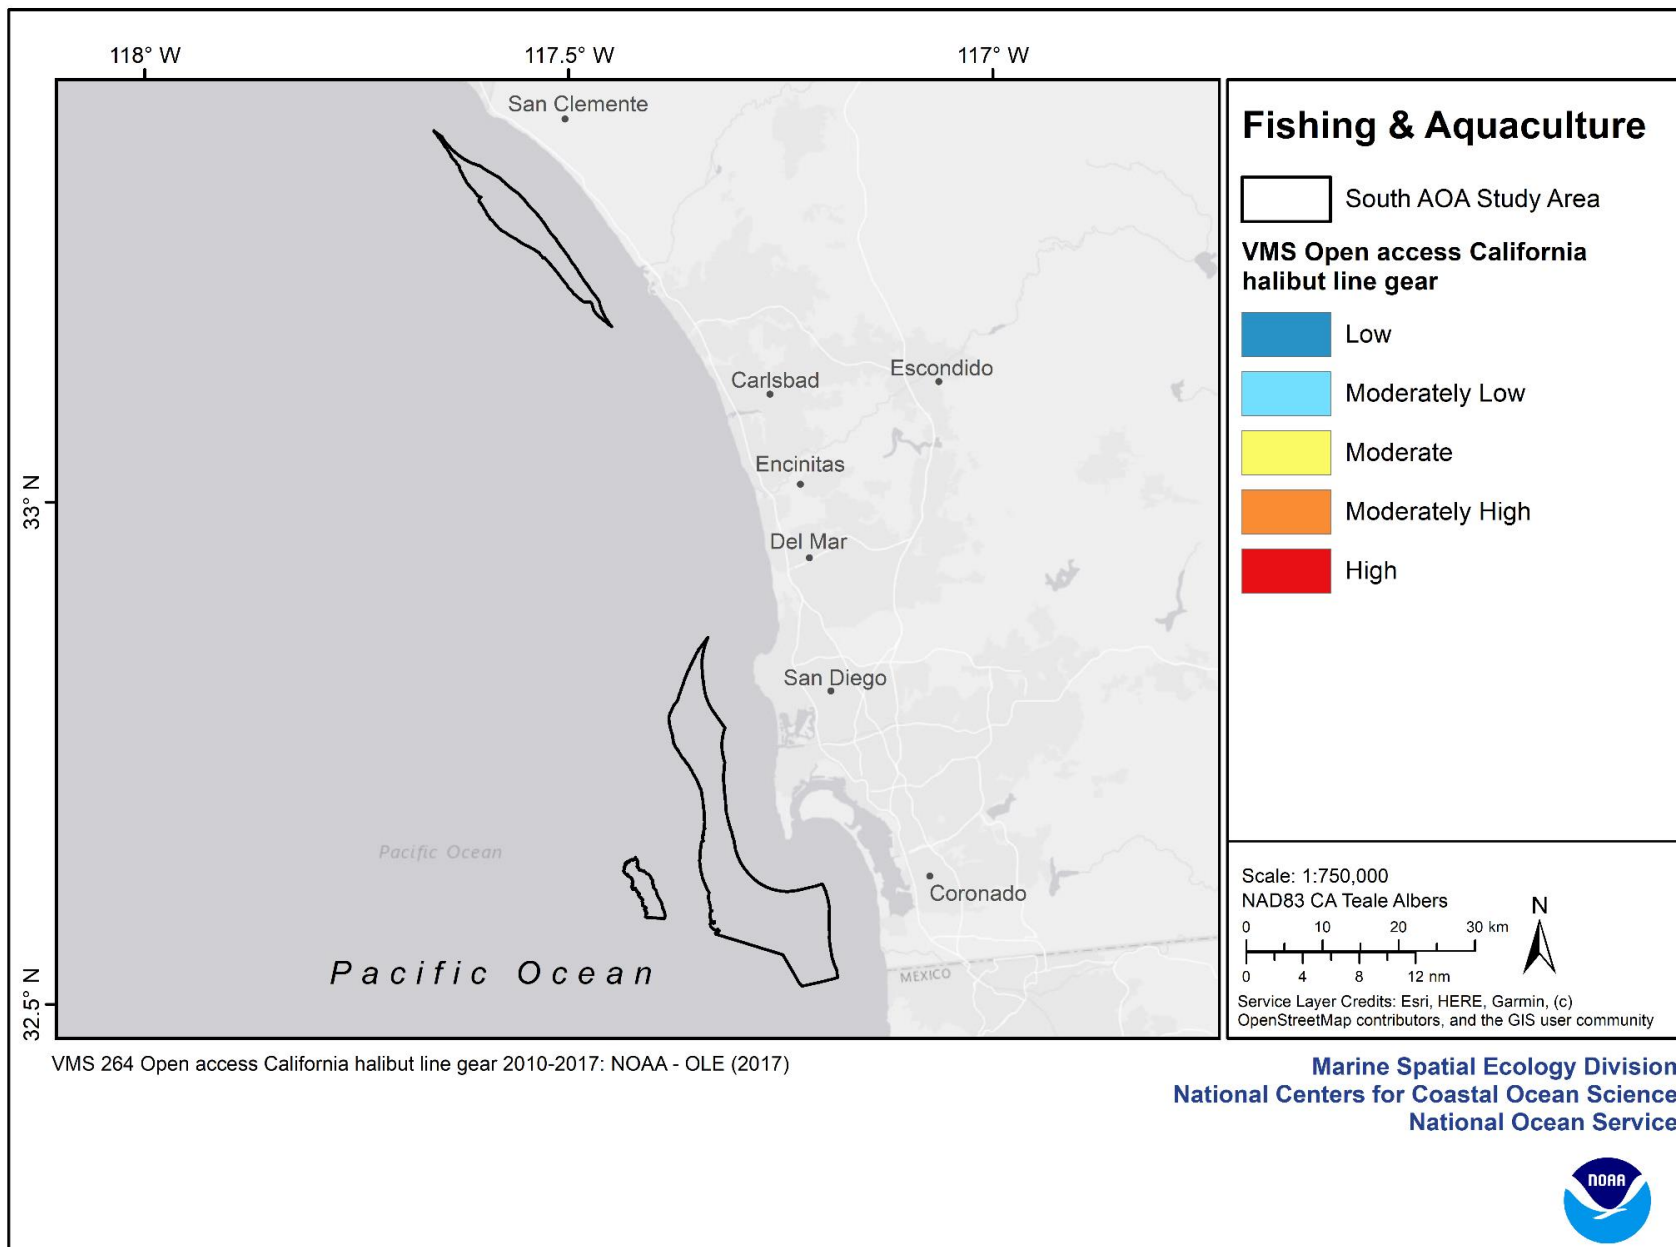 118° W
117.5° W
117° W
San Clemente
Carlsbad
Escondido
Encinitas
33° N
Del Mar
San Diego
Pacific Ocean
Coronado
Pacific Ocean
MEXICO
32.5° N
Fishing & Aquaculture
South AOA Study Area
VMS Open access California
halibut line gear
Low
Moderately Low
Moderate
Moderately High
High
Scale: 1:750,000
NAD83 CA Teale Albers
0 10 20 30 km
0 4 8 12 nm
N
Service Layer Credits: Esri, HERE, Garmin, (c)
OpenStreetMap contributors, and the GIS user community
VMS 264 Open access California halibut line gear 2010-2017: NOAA - OLE (2017)
Marine Spatial Ecology Division
National Centers for Coastal Ocean Science
National Ocean Service
NOAA